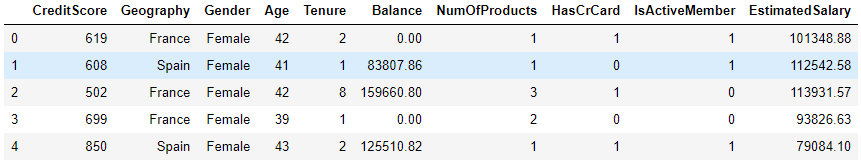 CreditScore Geography Gender Age Tenure Balance NumOfProducts HasCrCard IsActiveMember EstimatedSalary
0 619 France Female 42 2 0.00 1 1 1 101348.88
1 608 Spain Female 41 1 83807.86 1 0 1 112542.58
2 502 France Female 42 8 159660.80 3 1 0 113931.57
3 699 France Female 39 1 0.00 2 0 0 93826.63
4 850 Spain Female 43 2 125510.82 1 1 1 79084.10